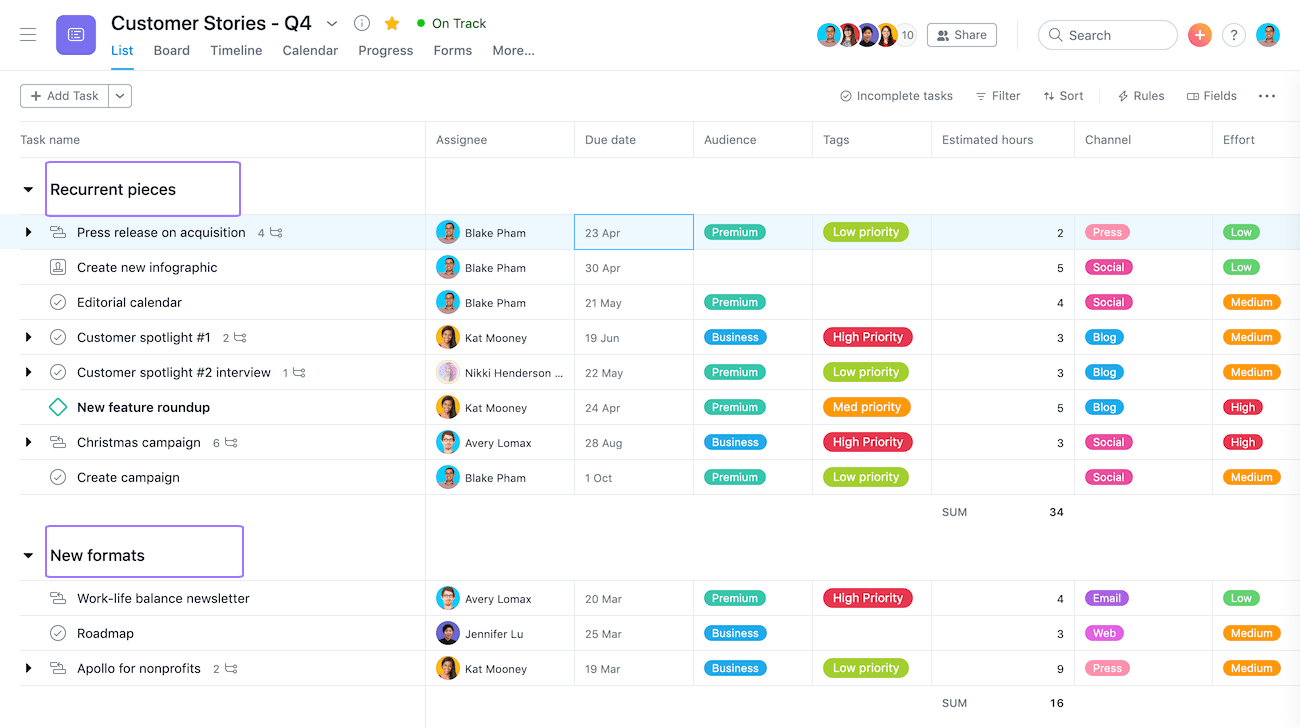 Customer Stories - Q4 On Track
10 Share Search ?
List Board Timeline Calendar Progress Forms More...
Add Task Incomplete tasks Filter Sort Rules Fields
Task name Assignee Due date Audience Tags Estimated hours Channel Effort
Recurrent pieces
Press release on acquisition 4 Blake Pham 23 Apr Premium Low priority 2 Press Low
Create new infographic Blake Pham 30 Apr 5 Social Low
Editorial calendar Blake Pham 21 May Premium 4 Social Medium
Customer spotlight #1 2 Kat Mooney 19 Jun Business High Priority 3 Blog Medium
Customer spotlight #2 interview 1 Nikki Henderson ... 22 May Premium Low priority 3 Blog Medium
New feature roundup Kat Mooney 24 Apr Premium Med priority 5 Blog High
Christmas campaign 6 Avery Lomax 28 Aug Business High Priority 3 Social High
Create campaign Blake Pham 1 Oct Premium Low priority Social Medium
SUM 34
New formats
Work-life balance newsletter Avery Lomax 20 Mar Premium High Priority 4 Email Low
Roadmap Jennifer Lu 25 Mar Business 3 Web Medium
Apollo for nonprofits 2 Kat Mooney 19 Mar Business Low priority 9 Press Medium
SUM 16